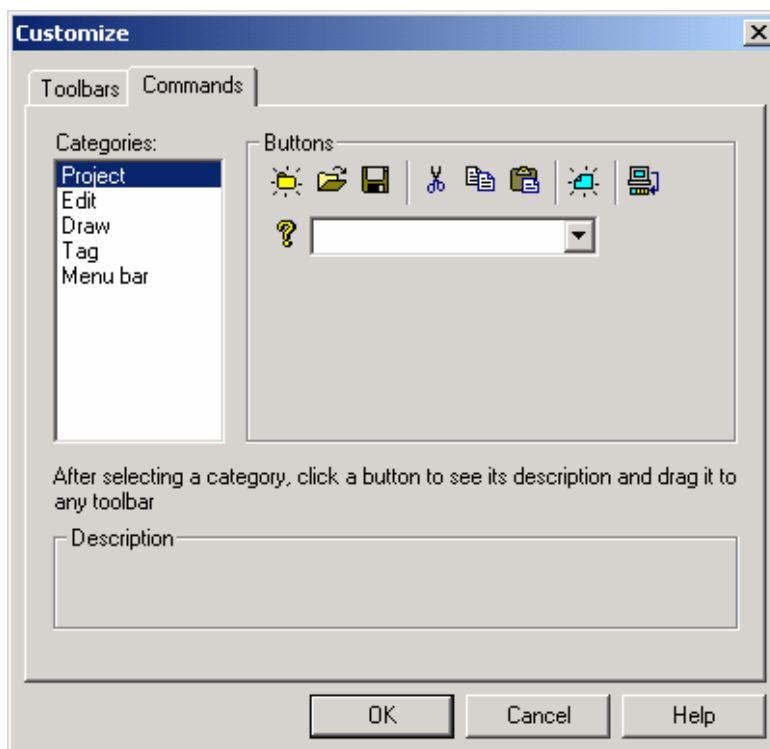 Customize
Toolbars
Commands
Categories:
Buttons
Project
Edit
Draw
Tag
Menu bar
After selecting a category, click a button to see its description and drag it to
any toolbar
Description
OK
Cancel
Help